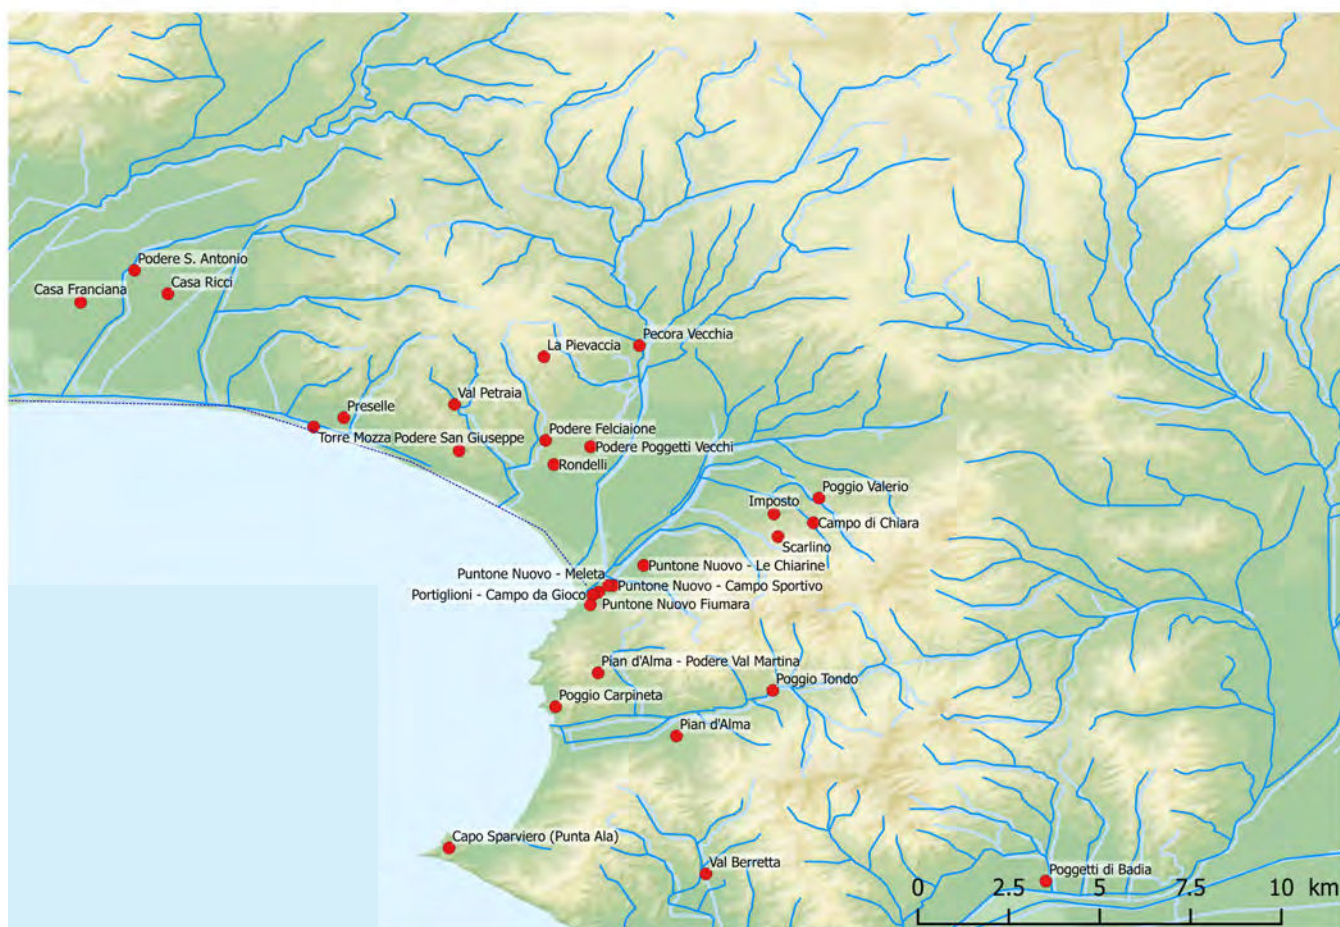 Podere S. Antonio
Casa Franciana
Casa Ricci
Pecora Vecchia
La Pievaccia
Val Petraia
Preselle
Torre Mozza
Podere San Giuseppe
Podere Felciaione
Podere Poggetti Vecchi
Rondelli
Poggio Valerio
Imposto
Campo di Chiara
Scarlino
Puntone Nuovo - Le Chiarine
Puntone Nuovo - Meleta
Puntone Nuovo - Campo Sportivo
Portiglioni - Campo da Gioco
Puntone Nuovo Fiumara
Pian d'Alma - Podere Val Martina
Poggio Tondo
Poggio Carpineta
Pian d'Alma
Capo Sparviero (Punta Ala)
Val Berretta
Poggetti di Badia
0 2.5 5 7.5 10 km